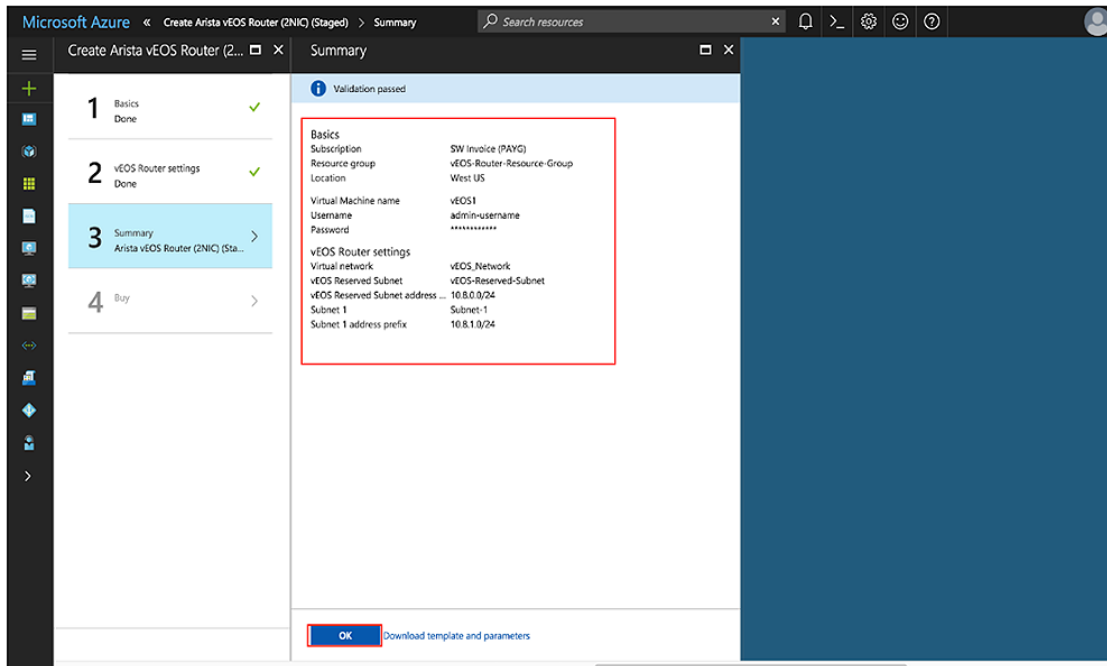 Microsoft Azure « Create Arista vEOS Router (2NIC) (Staged) > Summary Search resources
Create Arista vEOS Router (2...
Summary
Validation passed
1 Basics
Done
2 vEOS Router settings
Done
3 Summary
Arista vEOS Router (2NIC) (Sta...
4 Buy
Basics
Subscription SW Invoice (PAYG)
Resource group vEOS-Router-Resource-Group
Location West US
Virtual Machine name vEOS1
Username admin-username
Password ************
vEOS Router settings
Virtual network vEOS_Network
vEOS Reserved Subnet vEOS-Reserved-Subnet
vEOS Reserved Subnet address ... 10.8.0.0/24
Subnet 1 Subnet-1
Subnet 1 address prefix 10.8.1.0/24
OK Download template and parameters